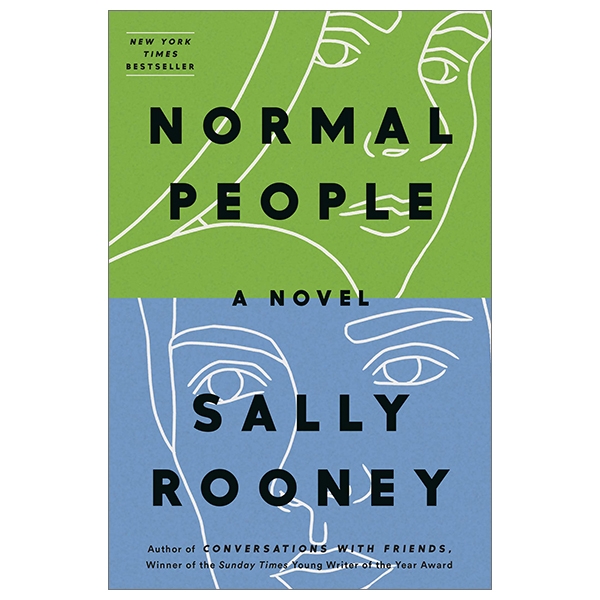 NEW YORK
TIMES
BESTSELLER
NORMAL
PEOPLE
A NOVEL
SALLY
ROONEY
Author of CONVERSATIONS WITH FRIENDS,
Winner of the Sunday Times Young Writer of the Year Award